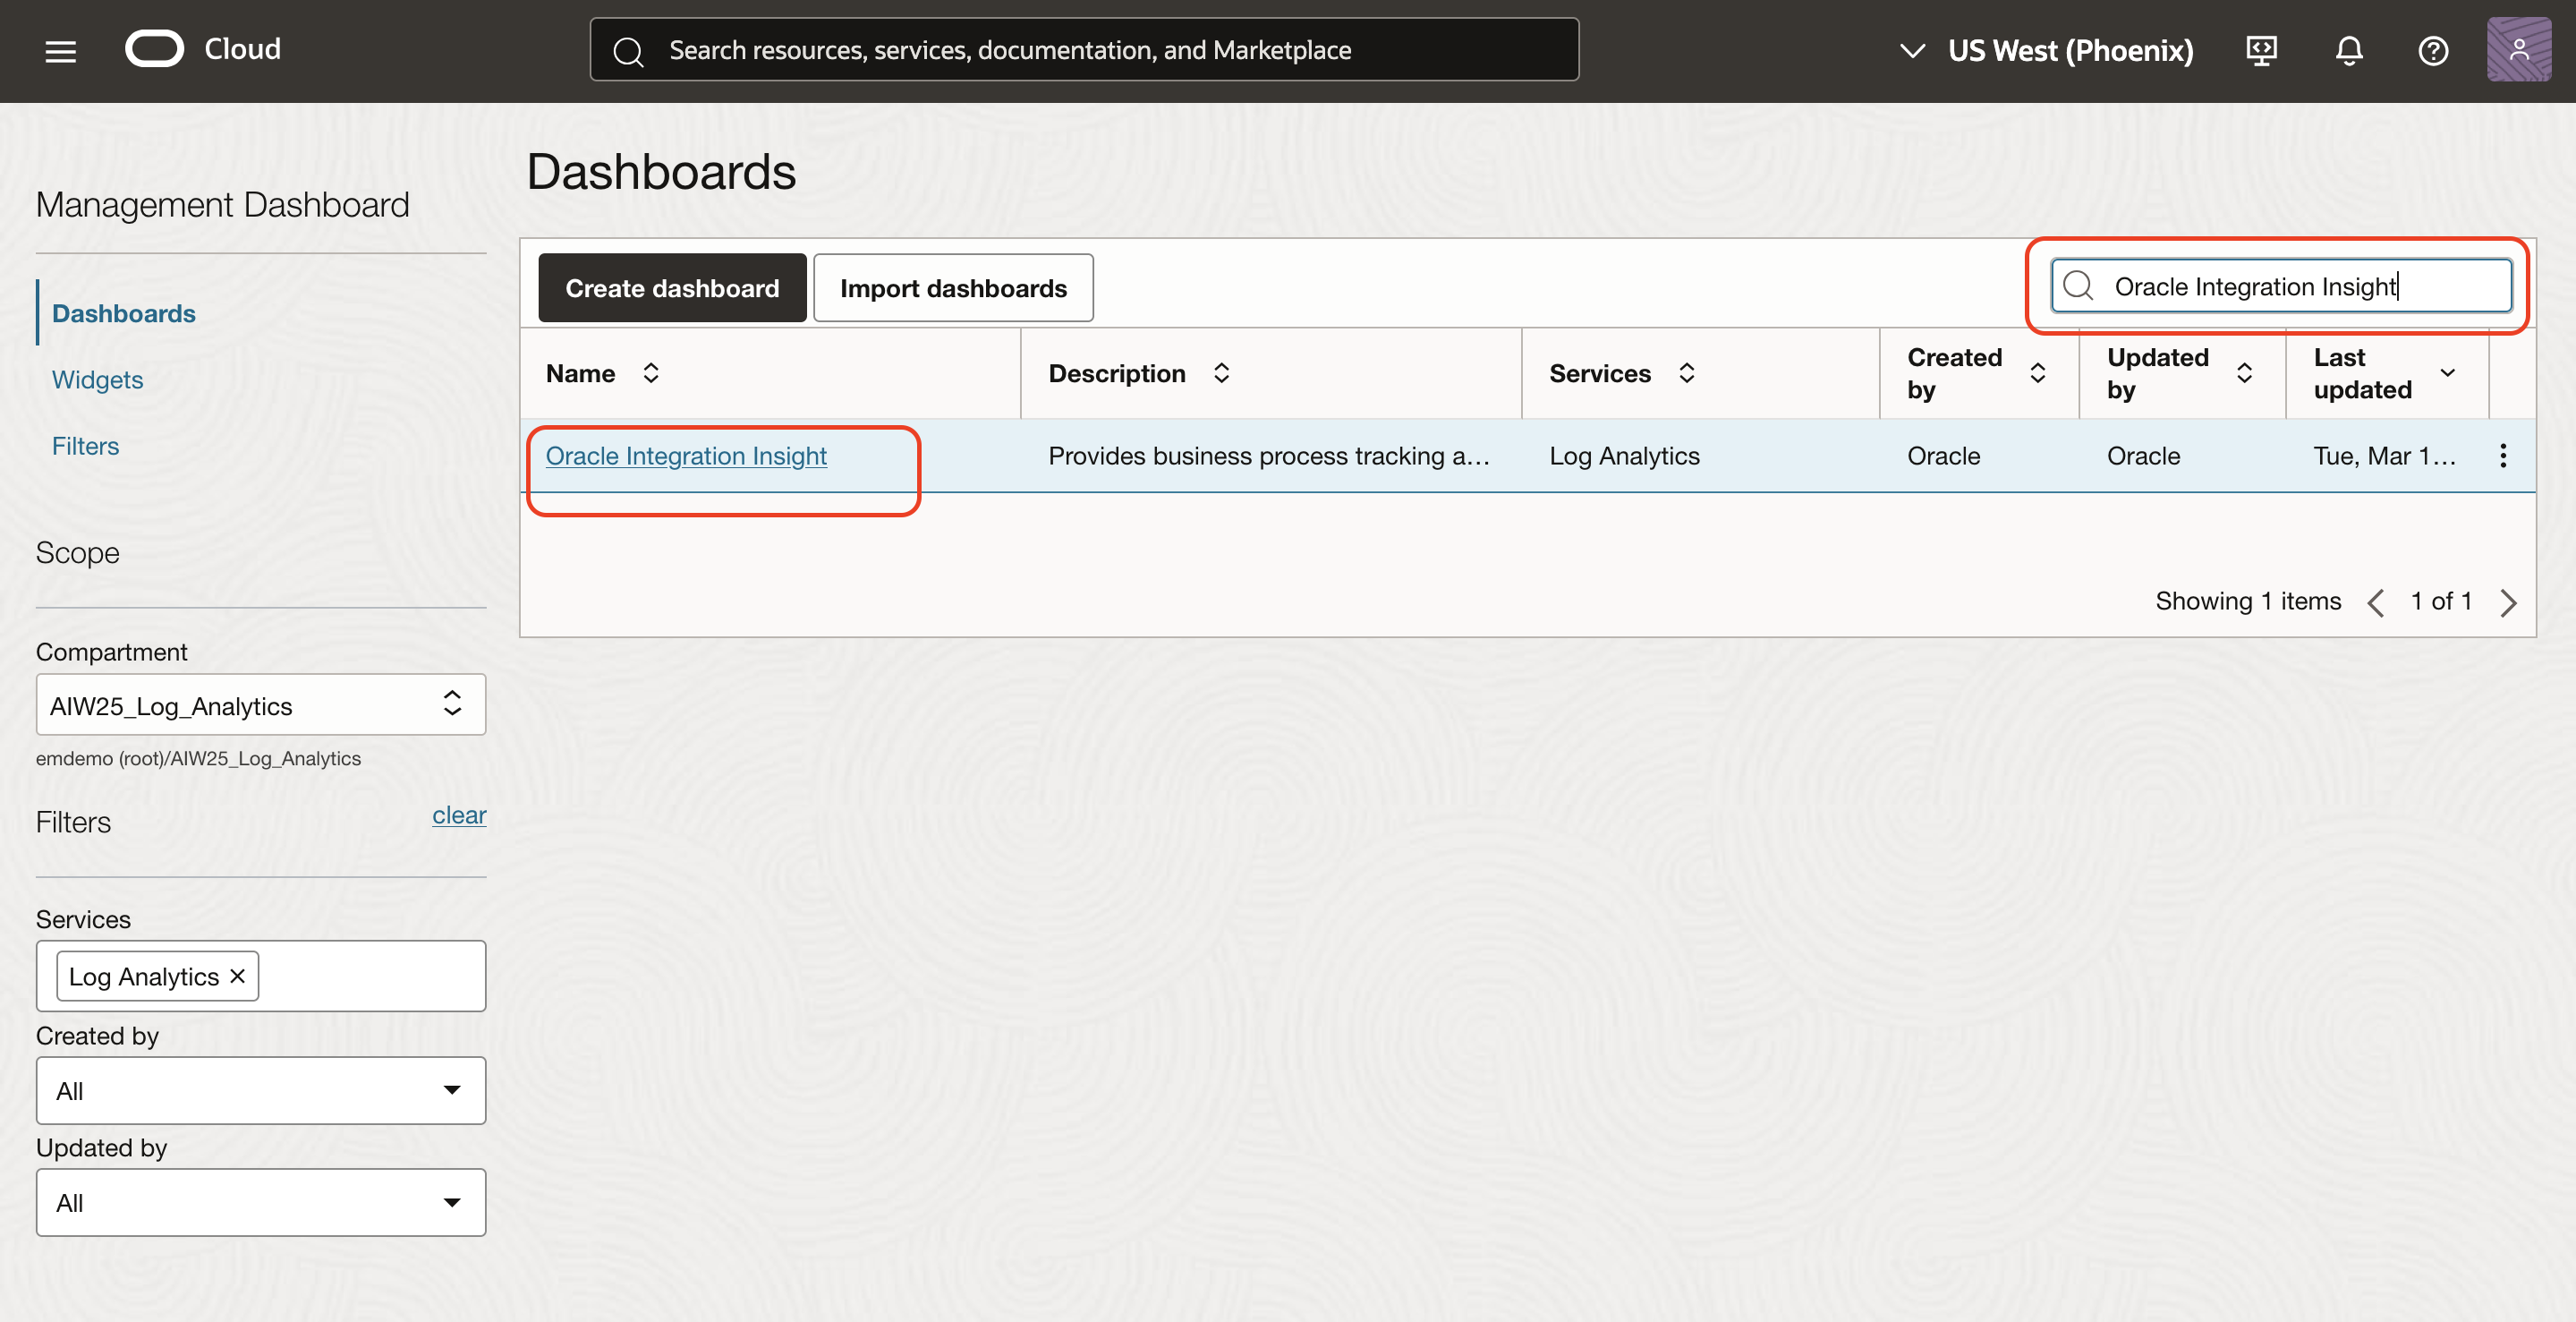 Cloud
Search resources, services, documentation, and Marketplace
US West (Phoenix)
Management Dashboard
Dashboards
Widgets
Filters
Scope
Compartment
AIW25_Log_Analytics
emdemo (root)/AIW25_Log_Analytics
Filters
clear
Services
Log Analytics
Created by
All
Updated by
All
Dashboards
Create dashboard
Import dashboards
Oracle Integration Insight
Name
Description
Services
Created
by
Updated
by
Last
updated
Oracle Integration Insight
Provides business process tracking a...
Log Analytics
Oracle
Oracle
Tue, Mar 1...
Showing 1 items
1 of 1